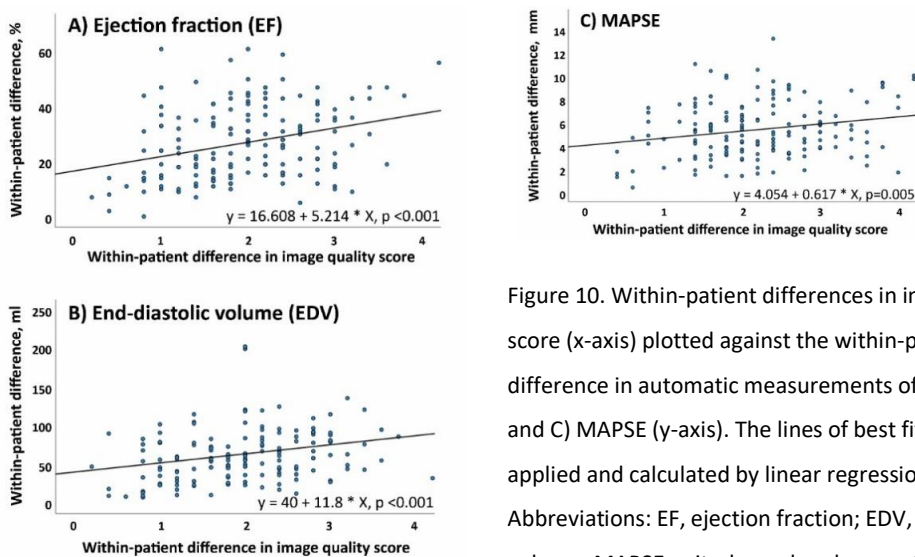 A) Ejection fraction (EF)
Within-patient difference, %
60
40
20
0
y = 16.608 + 5.214 * X, p <0.001
0 1 2 3 4
Within-patient difference in image quality score
B) End-diastolic volume (EDV)
Within-patient difference, ml
250
200
150
100
50
0
y = 40 + 11.8 * X, p <0.001
0 1 2 3 4
Within-patient difference in image quality score
C) MAPSE
Within-patient difference, mm
14
12
10
8
6
4
2
0
y = 4.054 + 0.617 * X, p=0.005
0 1 2 3 4
Within-patient difference in image quality score
Figure 10. Within-patient differences in
score (x-axis) plotted against the within-p
difference in automatic measurements of
and C) MAPSE (y-axis). The lines of best fi
applied and calculated by linear regressio
Abbreviations: EF, ejection fraction; EDV,